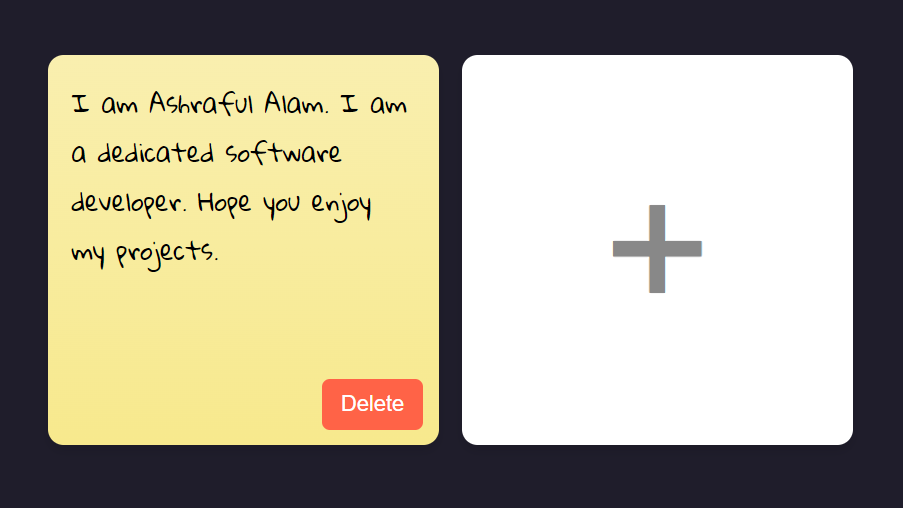 I am Ashraful Alam. I am
a dedicated software
developer. Hope you enjoy
my projects.
Delete